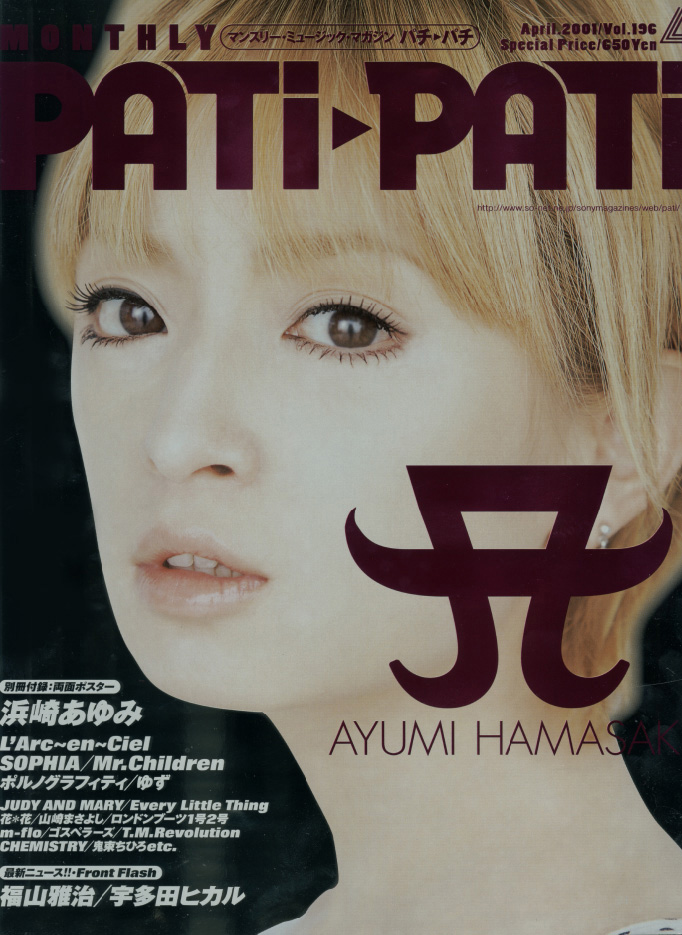 MONTHLY マンスリー・ミュージック・マガジン パチ▶パチ April.2001/Vol.196
Special Price/650Yen
PATi▶PATi
浜崎あゆみ
AYUMI HAMASAK
別冊付録:両面ポスター
浜崎あゆみ
L'Arc~en~Ciel
SOPHIA/Mr.Children
ポルノグラフィティ/ゆず
JUDY AND MARY/Every Little Thing
花*花/山崎まさよし/ロンドンブーツ1号2号
m-flo/ゴスペラーズ/T.M.Revolution
CHEMISTRY/鬼束ちひろetc.
最新ニュース!!・Front Flash
福山雅治/宇多田ヒカル